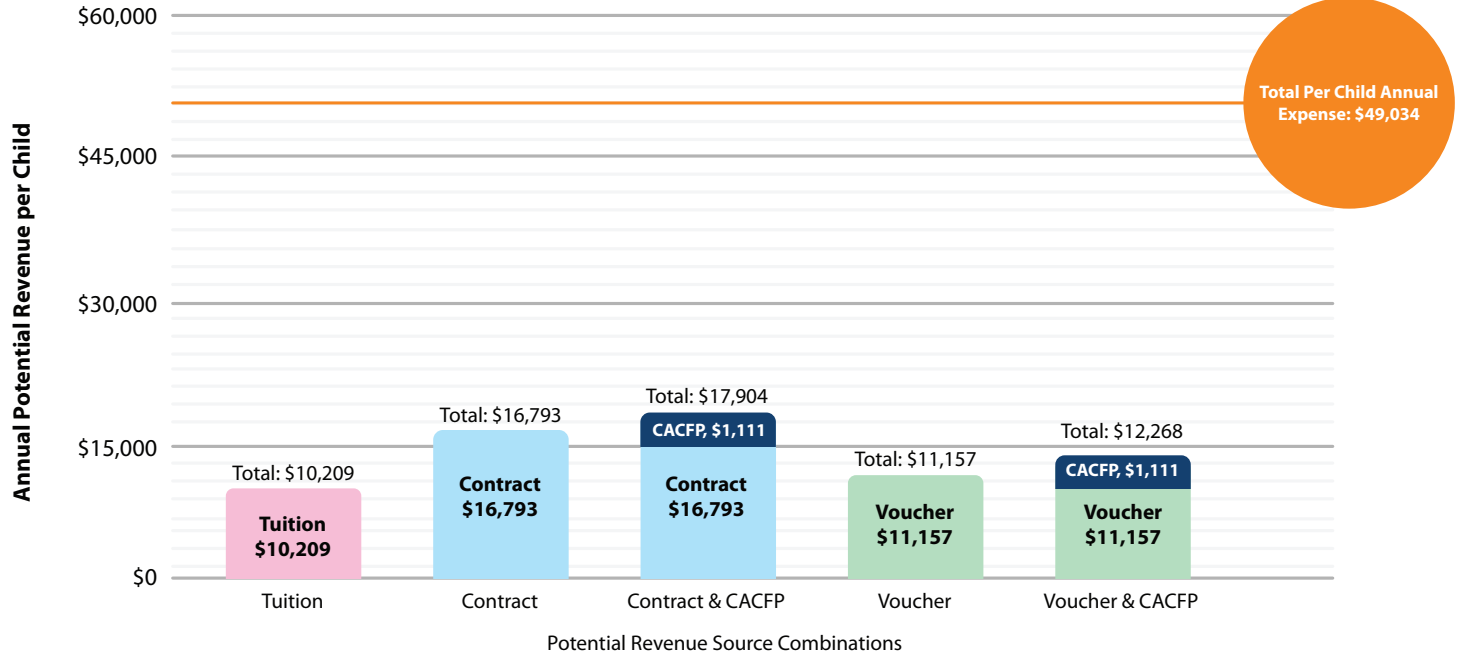 $60,000
Total Per Child Annual
Expense: $49,034
$45,000
Annual Potential Revenue per Child
$30,000
$15,000
$0
Total: $10,209
Tuition
$10,209
Total: $16,793
Contract
$16,793
Total: $17,904
CACFP, $1,111
Contract
$16,793
Total: $11,157
Voucher
$11,157
Total: $12,268
CACFP, $1,111
Voucher
$11,157
Tuition
Contract
Contract & CACFP
Voucher
Voucher & CACFP
Potential Revenue Source Combinations